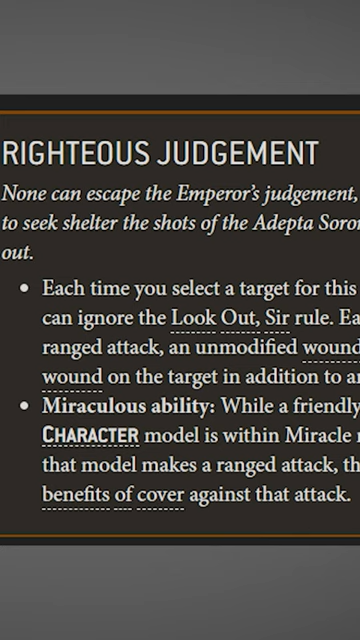 RIGHTEOUS JUDGEMENT
None can escape the Emperor's judgement,
to seek shelter the shots of the Adepta Soror
out.
• Each time you select a target for this
can ignore the Look Out, Sir rule. Ea
ranged attack, an unmodified wound
wound on the target in addition to a
• Miraculous ability: While a friendly
CHARACTER model is within Miracle
that model makes a ranged attack, th
benefits of cover against that attack.